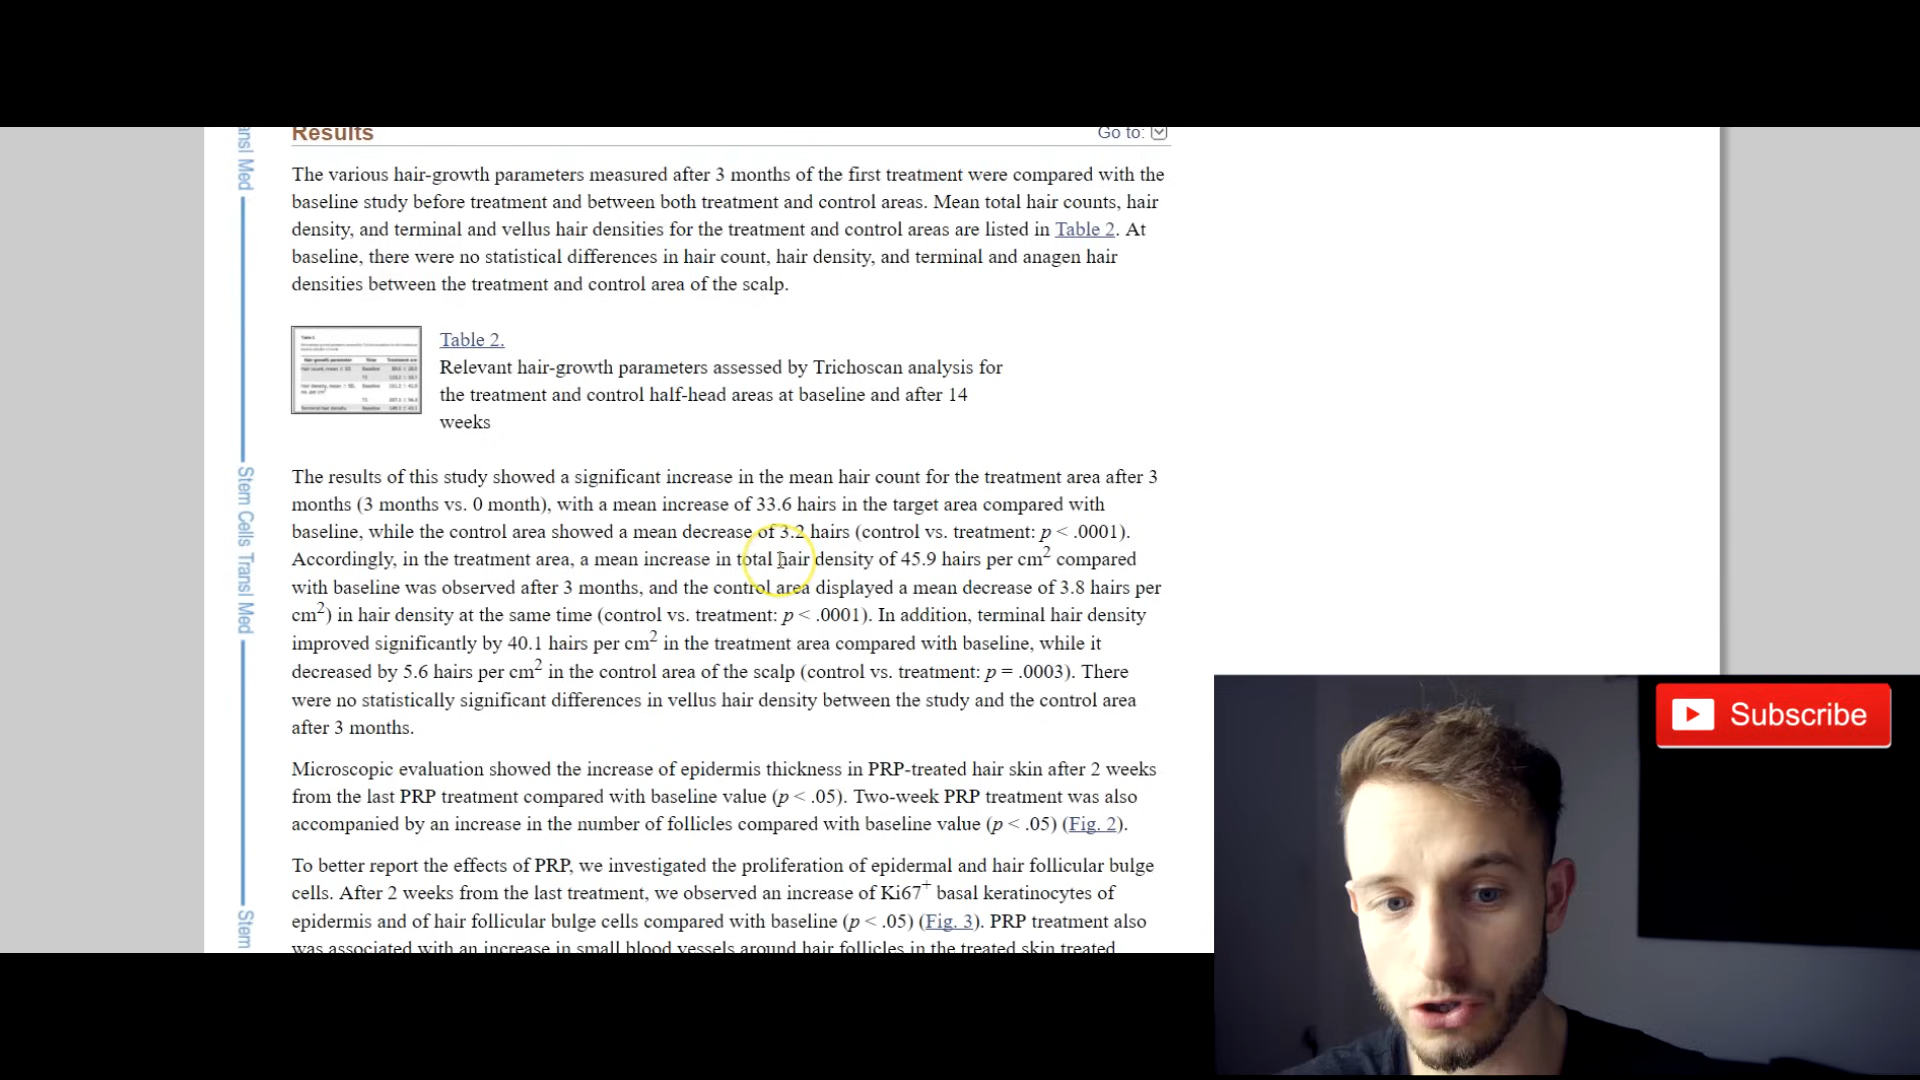 Results
Go to:
The various hair-growth parameters measured after 3 months of the first treatment were compared with the
baseline study before treatment and between both treatment and control areas. Mean total hair counts, hair
density, and terminal and vellus hair densities for the treatment and control areas are listed in Table 2. At
baseline, there were no statistical differences in hair count, hair density, and terminal and anagen hair
densities between the treatment and control area of the scalp.
Table 2.
Relevant hair-growth parameters assessed by Trichoscan analysis for
the treatment and control half-head areas at baseline and after 14
weeks
The results of this study showed a significant increase in the mean hair count for the treatment area after 3
months (3 months vs. 0 month), with a mean increase of 33.6 hairs in the target area compared with
baseline, while the control area showed a mean decrease of 3.2 hairs (control vs. treatment: p < .0001).
Accordingly, in the treatment area, a mean increase in total hair density of 45.9 hairs per cm2 compared
with baseline was observed after 3 months, and the control area displayed a mean decrease of 3.8 hairs per
cm2) in hair density at the same time (control vs. treatment: p < .0001). In addition, terminal hair density
improved significantly by 40.1 hairs per cm2 in the treatment area compared with baseline, while it
decreased by 5.6 hairs per cm2 in the control area of the scalp (control vs. treatment: p = .0003). There
were no statistically significant differences in vellus hair density between the study and the control area
after 3 months.
Microscopic evaluation showed the increase of epidermis thickness in PRP-treated hair skin after 2 weeks
from the last PRP treatment compared with baseline value (p < .05). Two-week PRP treatment was also
accompanied by an increase in the number of follicles compared with baseline value (p < .05) (Fig. 2).
To better report the effects of PRP, we investigated the proliferation of epidermal and hair follicular bulge
cells. After 2 weeks from the last treatment, we observed an increase of Ki67+ basal keratinocytes of
epidermis and of hair follicular bulge cells compared with baseline (p < .05) (Fig. 3). PRP treatment also
was associated with an increase in small blood vessels around hair follicles in the treated skin treated
ansl Med
Stem Cells Transl Med
Stem
Subscribe